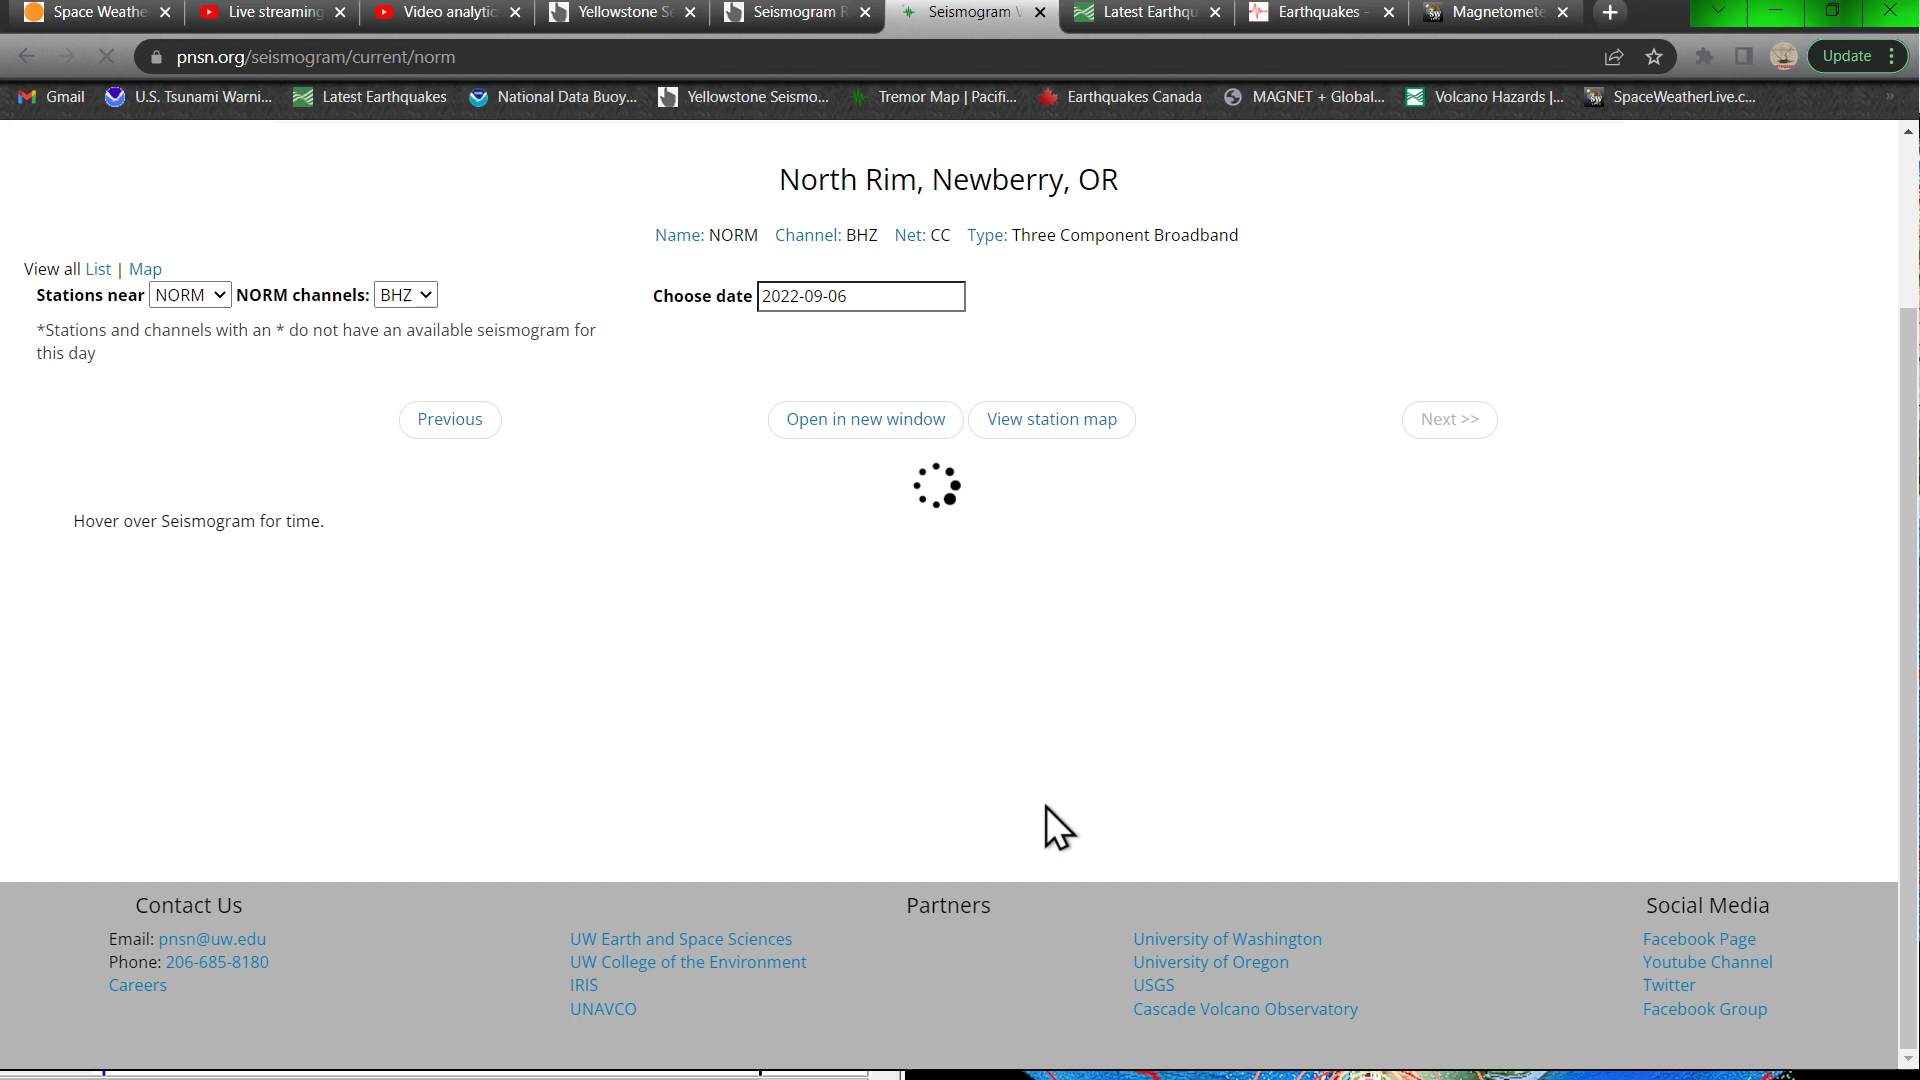 Space Weathe
Live streaming
Video analytic
Yellowstone Se
Seismogram R
Seismogram V
Latest Earthqu
Earthquakes -
Magnetomete
pnsn.org/seismogram/current/norm
Update
Gmail
U.S. Tsunami Warni...
Latest Earthquakes
National Data Buoy...
Yellowstone Seismo...
Tremor Map | Pacifi...
Earthquakes Canada
MAGNET + Global...
Volcano Hazards |...
SpaceWeatherLive.c...
North Rim, Newberry, OR
Name: NORM Channel: BHZ Net: CC Type: Three Component Broadband
View all List | Map
Stations near NORM NORM channels: BHZ
Choose date 2022-09-06
*Stations and channels with an * do not have an available seismogram for
this day
Previous
Open in new window
View station map
Next >>
Hover over Seismogram for time.
Contact Us
Email: pnsn@uw.edu
Phone: 206-685-8180
Careers
Partners
UW Earth and Space Sciences
UW College of the Environment
IRIS
UNAVCO
University of Washington
University of Oregon
USGS
Cascade Volcano Observatory
Social Media
Facebook Page
Youtube Channel
Twitter
Facebook Group